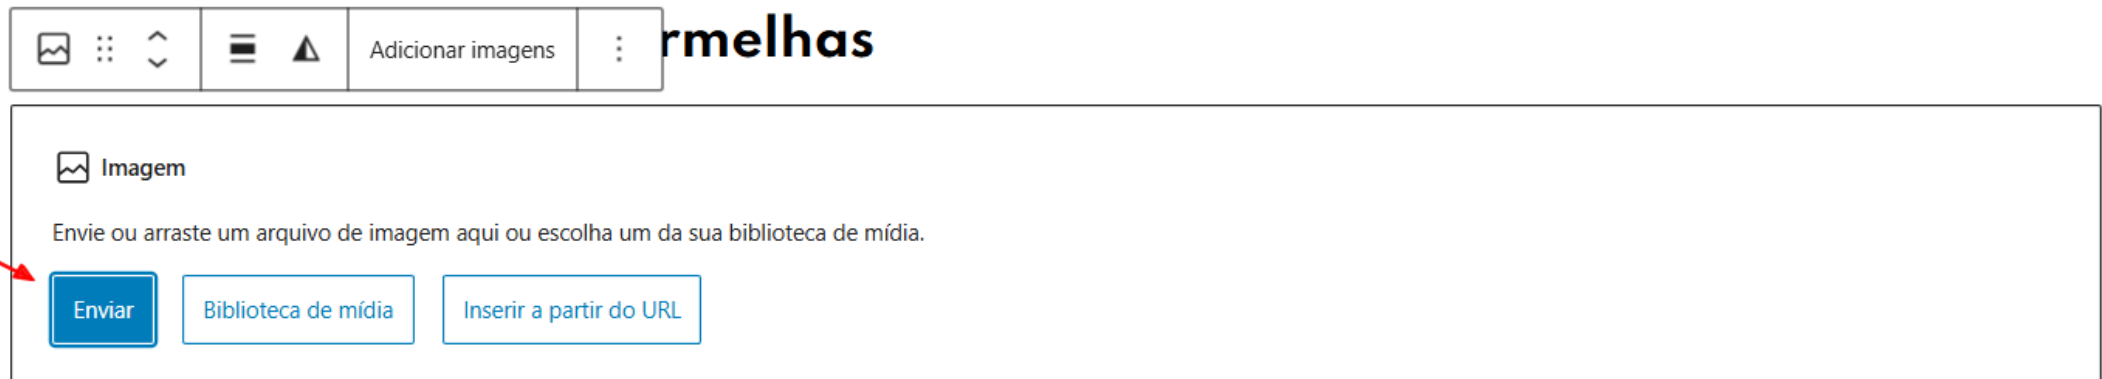 Adicionar imagens
rmelhas
Imagem
Envie ou arraste um arquivo de imagem aqui ou escolha um da sua biblioteca de mídia.
Enviar
Biblioteca de mídia
Inserir a partir do URL